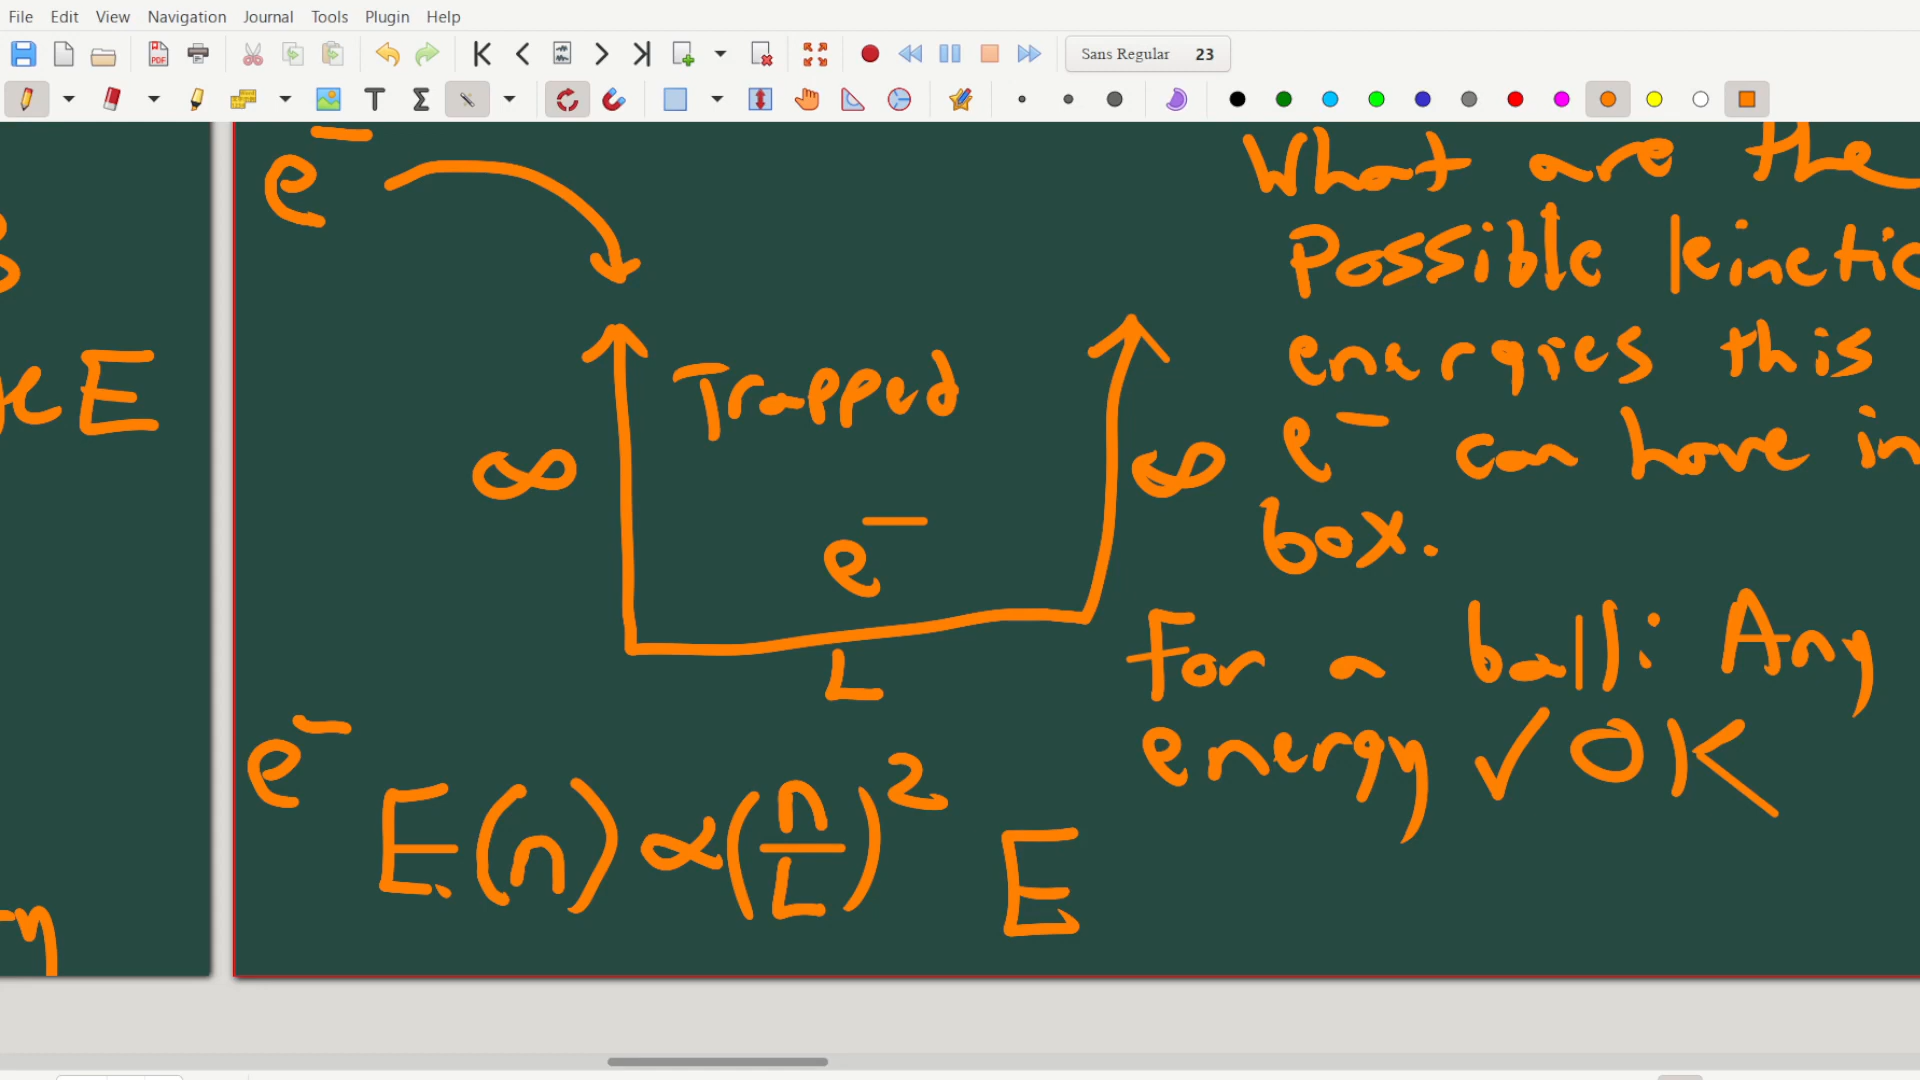 File Edit View Navigation Journal Tools Plugin Help
PDF Sans Regular 23
T Σ
e⁻
What are the
Possible kinetic
energies this
e⁻ can have in
box.
Trapped
∞ ∞
e⁻
L
For a ball: Any
energy ✓ OK
E
e⁻
E(n) ∝ (n/L)² E